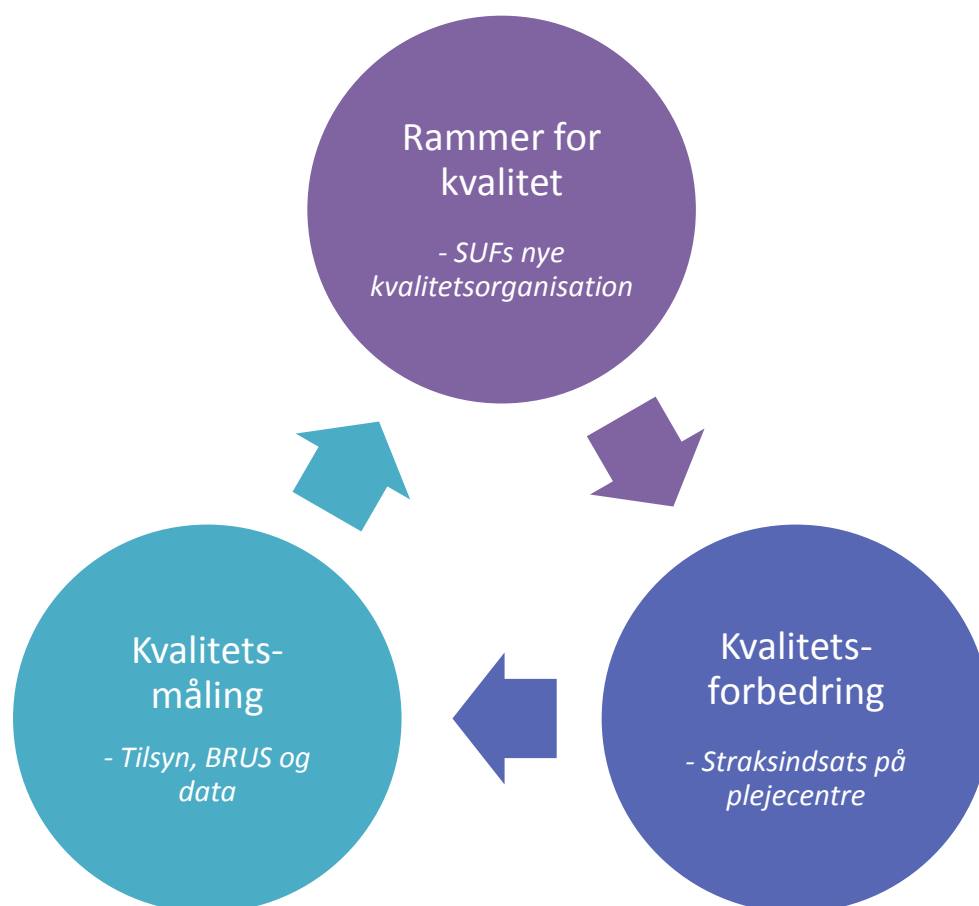 Rammer for
kvalitet
- SUFs nye
kvalitetsorganisation
Kvalitets-
måling
- Tilsyn, BRUS og
data
Kvalitets-
forbedring
- Straksindsats på
plejecentre